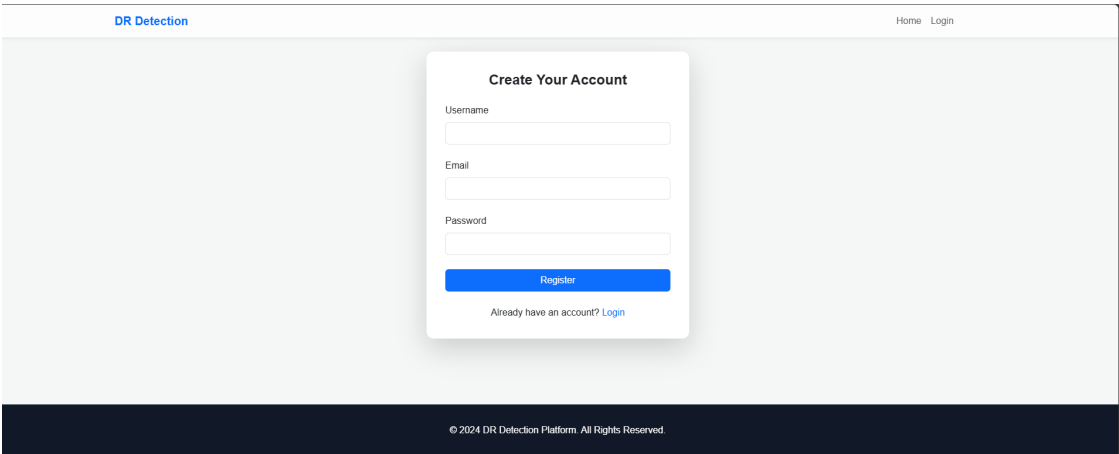 DR Detection
Home Login
Create Your Account
Username
Email
Password
Register
Already have an account? Login
© 2024 DR Detection Platform. All Rights Reserved.